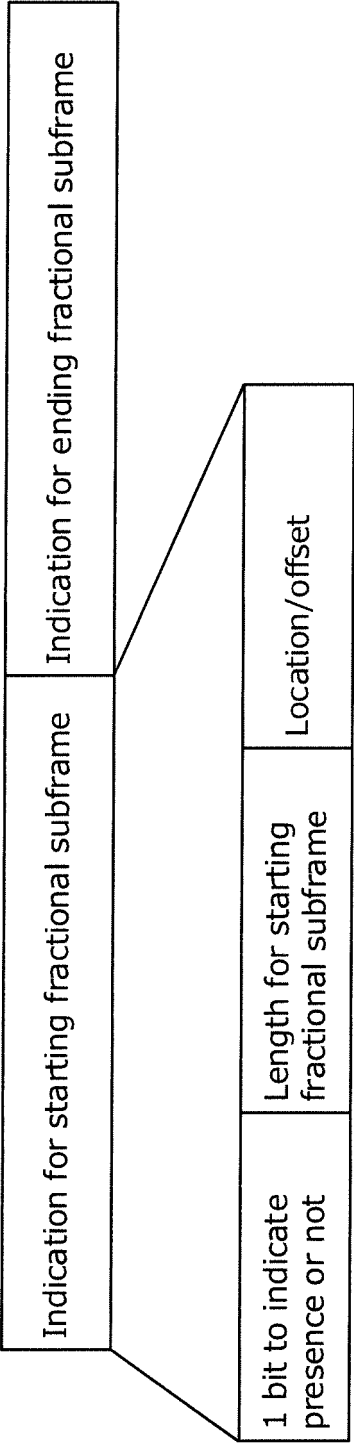 Indication for starting fractional subframe
Indication for ending fractional subframe
1 bit to indicate
presence or not
Length for starting
fractional subframe
Location/offset